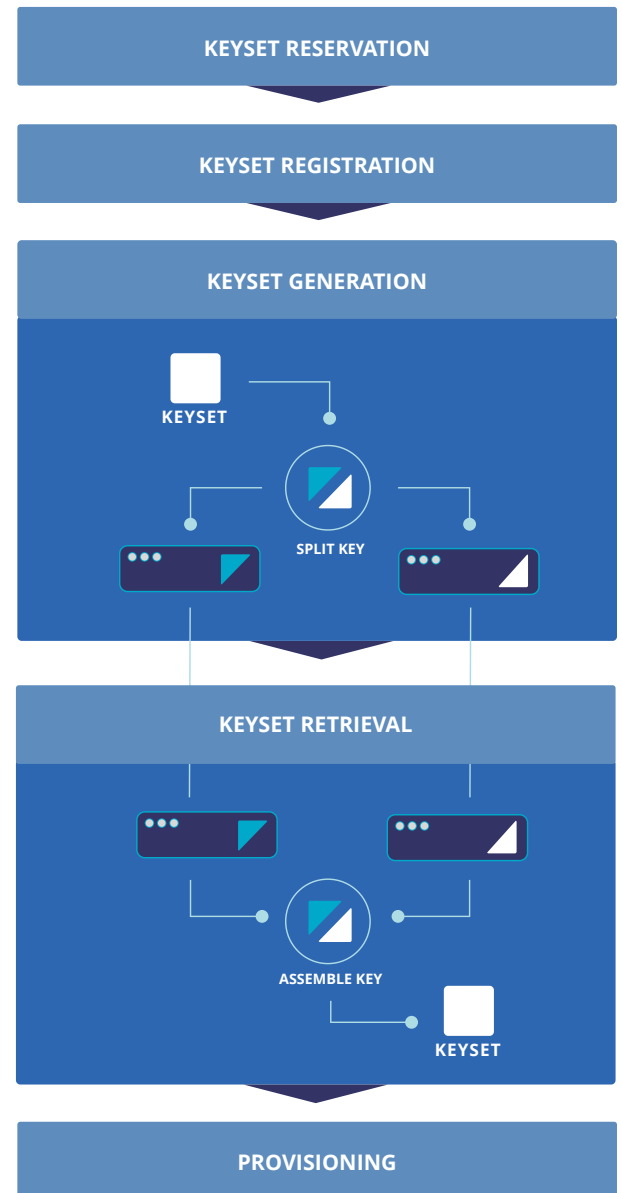 KEYSET RESERVATION
KEYSET REGISTRATION
KEYSET GENERATION
KEYSET
SPLIT KEY
KEYSET RETRIEVAL
ASSEMBLE KEY
KEYSET
PROVISIONING